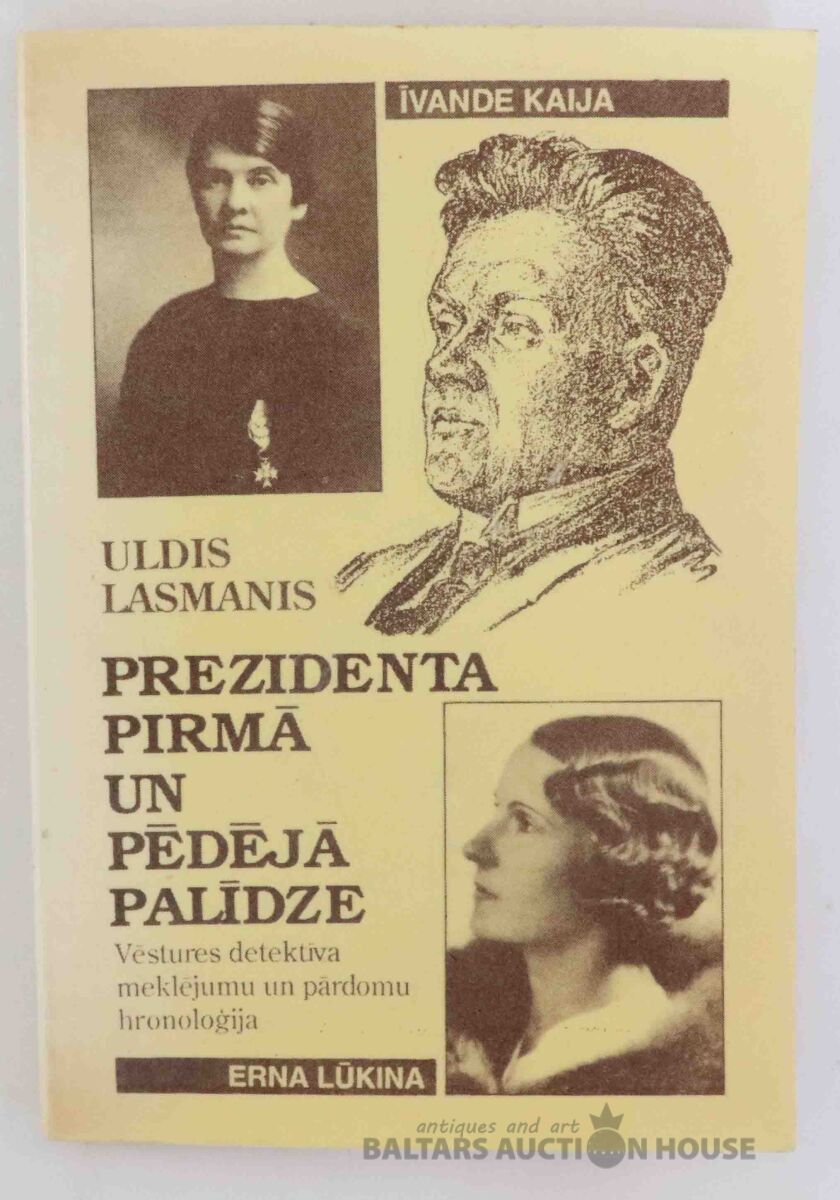 ĪVANDE KAIJA
ULDIS
LASMANIS
PREZIDENTA
PIRMĀ
UN
PĒDĒJĀ
PALĪDZE
Vēstures detektīva
meklējumu un pārdomu
hronoloģija
ERNA LŪKINA
antiques and art
BALTARS AUCTION HOUSE